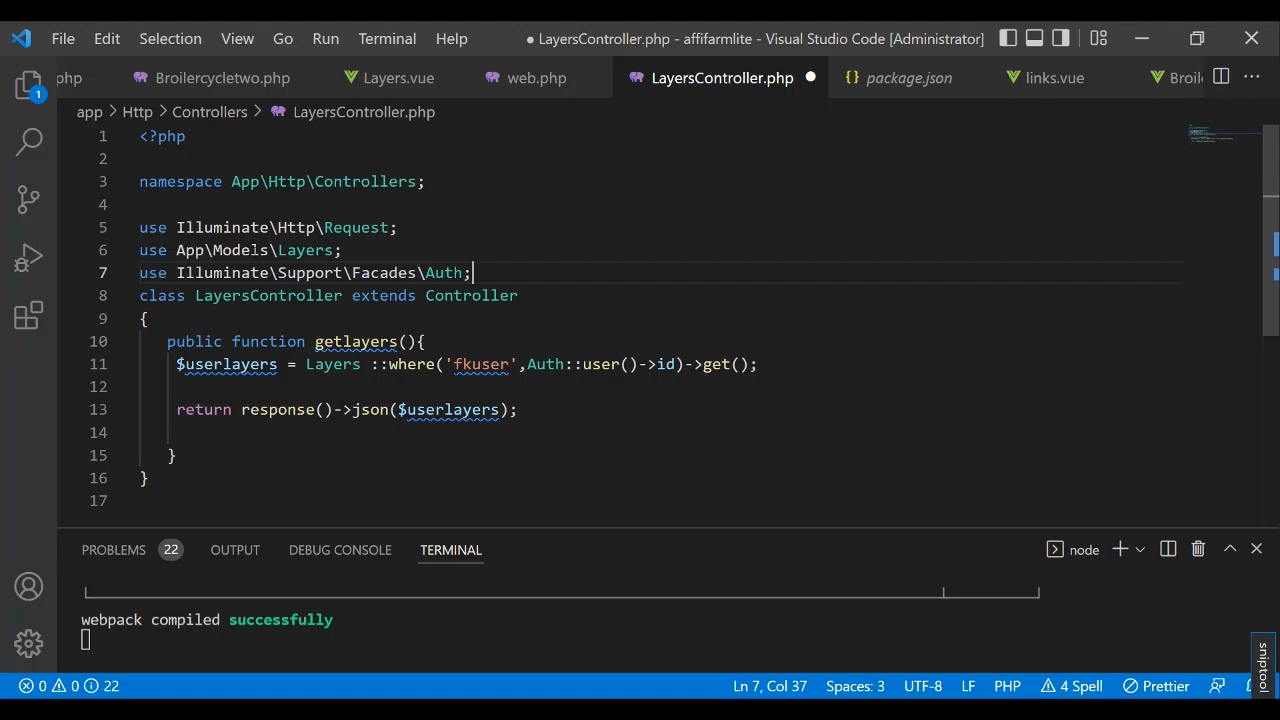 File Edit Selection View Go Run Terminal Help ● LayersController.php - affifarmlite - Visual Studio Code [Administrator]
php Broilercycletwo.php Layers.vue web.php LayersController.php package.json links.vue Broile
1
app > Http > Controllers > LayersController.php
1 <?php
2
3 namespace App\Http\Controllers;
4
5 use Illuminate\Http\Request;
6 use App\Models\Layers;
7 use Illuminate\Support\Facades\Auth;
8 class LayersController extends Controller
9 {
10 public function getlayers(){
11 $userlayers = Layers ::where('fkuser',Auth::user()->id)->get();
12
13 return response()->json($userlayers);
14
15 }
16 }
17
PROBLEMS 22 OUTPUT DEBUG CONSOLE TERMINAL node
webpack compiled successfully
sniptool
0 0 22 Ln 7, Col 37 Spaces: 3 UTF-8 LF PHP 4 Spell Prettier